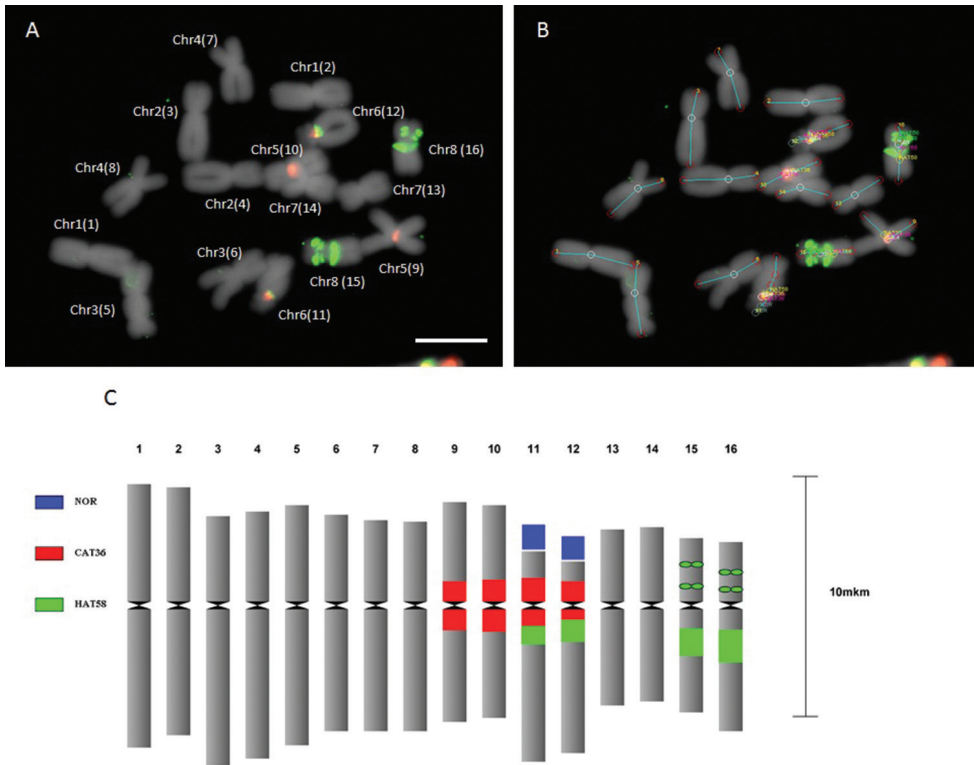 A
Chr4(7)
Chr1(2)
Chr2(3)
Chr6(12)
Chr5(10)
Chr8 (16)
Chr4(8)
Chr2(4)
Chr7(13)
Chr7(14)
Chr1(1)
Chr3(6)
Chr5(9)
Chr8 (15)
Chr3(5)
Chr6(11)
B
C
1 2 3 4 5 6 7 8 9 10 11 12 13 14 15 16
NOR
CAT36
HAT58
10mkm